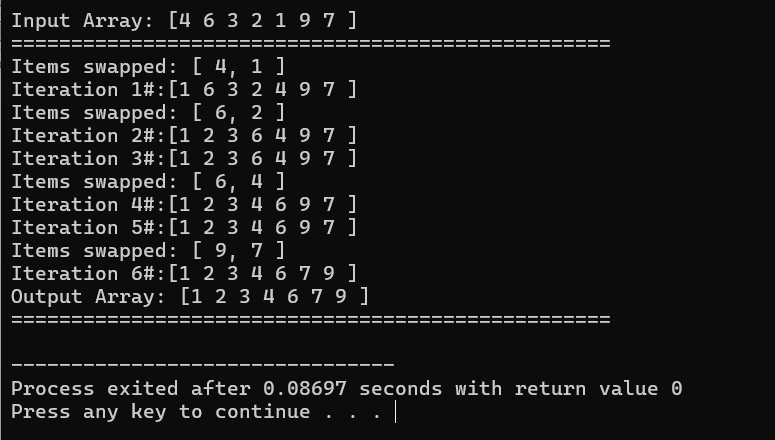 Input Array: [4 6 3 2 1 9 7 ]
==================================================
Items swapped: [ 4, 1 ]
Iteration 1#:[1 6 3 2 4 9 7 ]
Items swapped: [ 6, 2 ]
Iteration 2#:[1 2 3 6 4 9 7 ]
Iteration 3#:[1 2 3 6 4 9 7 ]
Items swapped: [ 6, 4 ]
Iteration 4#:[1 2 3 4 6 9 7 ]
Iteration 5#:[1 2 3 4 6 9 7 ]
Items swapped: [ 9, 7 ]
Iteration 6#:[1 2 3 4 6 7 9 ]
Output Array: [1 2 3 4 6 7 9 ]
==================================================
--------------------------------
Process exited after 0.08697 seconds with return value 0
Press any key to continue . . .